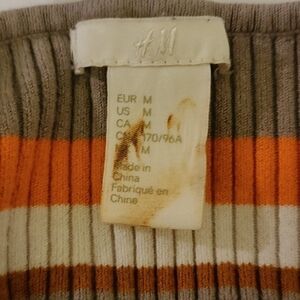 H&M
EUR M
US M
CA M
170/96A
M
Made in
China
Fabriqué en
Chine